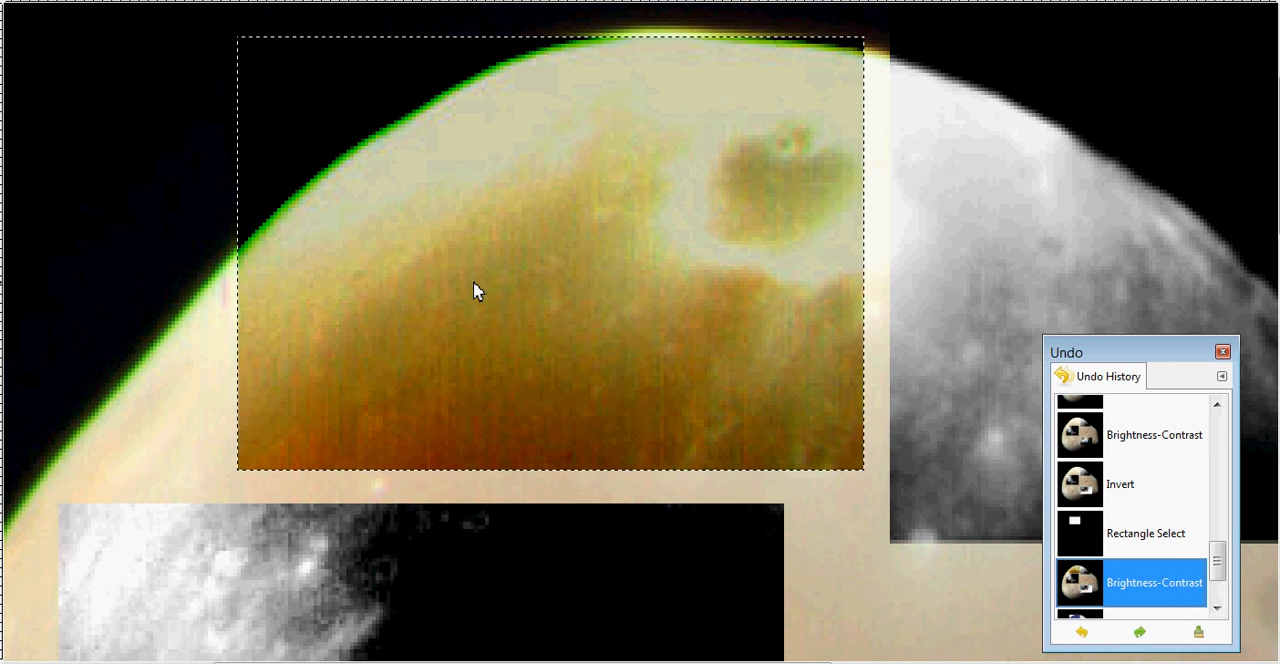 Undo
Undo History
Brightness-Contrast
Invert
Rectangle Select
Brightness-Contrast